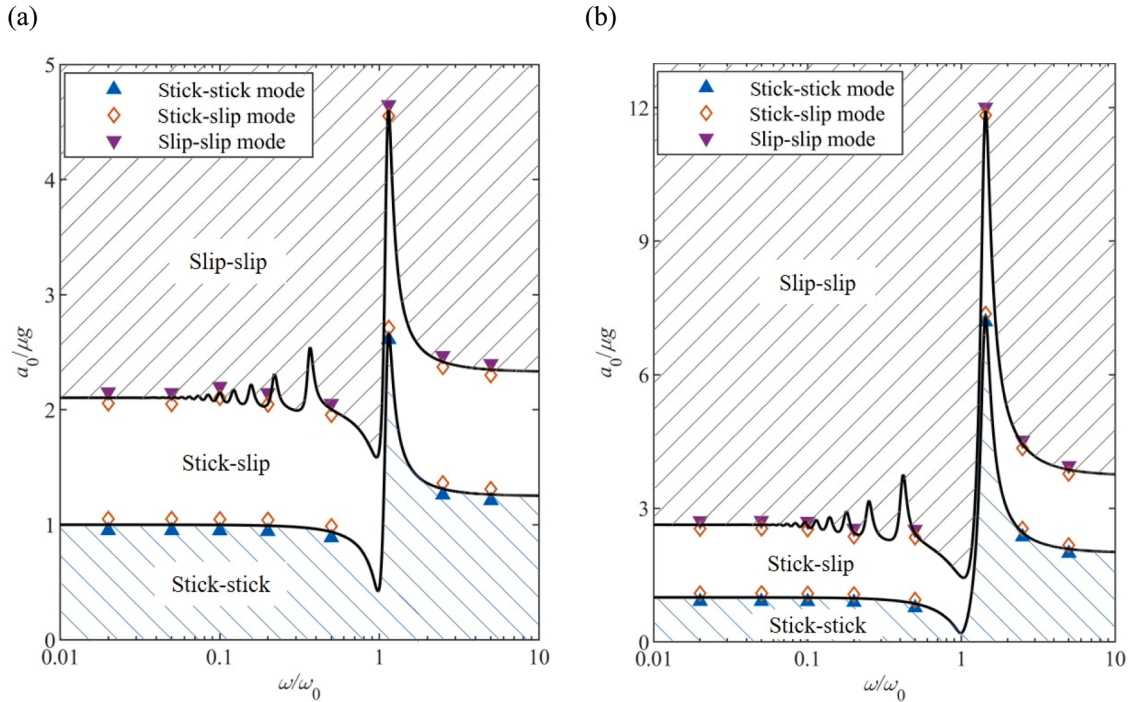 (a)
5
4
3
2
1
0
a₀/μg
Stick-stick mode
Stick-slip mode
Slip-slip mode
Slip-slip
Stick-slip
Stick-stick
0.01
0.1
1
10
ω/ω₀
(b)
12
9
6
3
0
a₀/μg
Stick-stick mode
Stick-slip mode
Slip-slip mode
Slip-slip
Stick-slip
Stick-stick
0.01
0.1
1
10
ω/ω₀